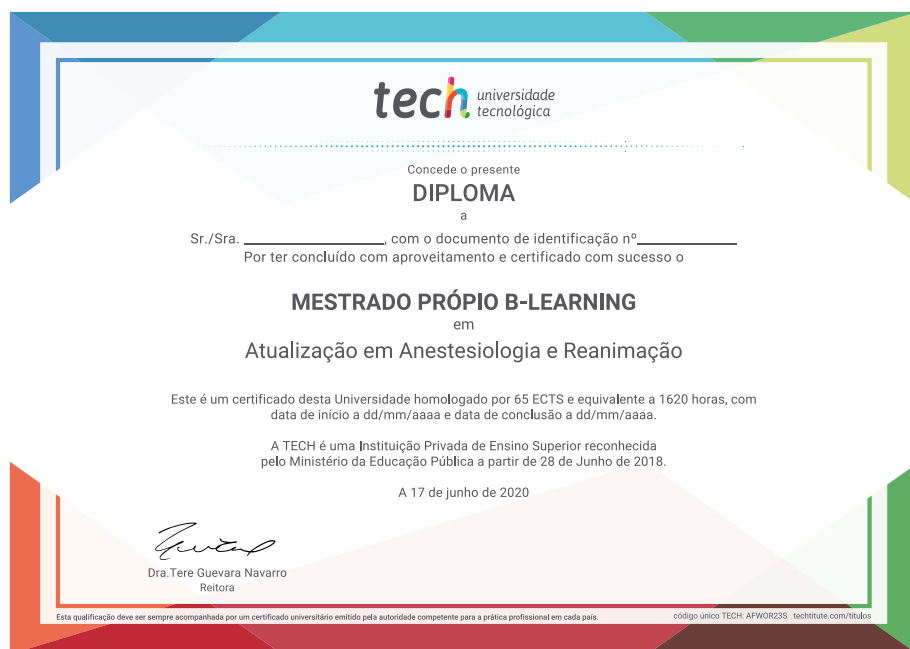 tech universidade
tecnológica
Concede o presente
DIPLOMA
a
Sr./Sra. ________________, com o documento de identificação nº____________
Por ter concluído com aproveitamento e certificado com sucesso o
MESTRADO PRÓPIO B-LEARNING
em
Atualização em Anestesiologia e Reanimação
Este é um certificado desta Universidade homologado por 65 ECTS e equivalente a 1620 horas, com
data de início a dd/mm/aaaa e data de conclusão a dd/mm/aaaa.
A TECH é uma Instituição Privada de Ensino Superior reconhecida
pelo Ministério da Educação Pública a partir de 28 de Junho de 2018.
A 17 de junho de 2020
Dra.Tere Guevara Navarro
Reitora
Esta qualificação deve ser sempre acompanhada por um certificado universitário emitido pela autoridade competente para a prática profissional em cada país.
código único TECH: AFWOR23S techtitute.com/titulos